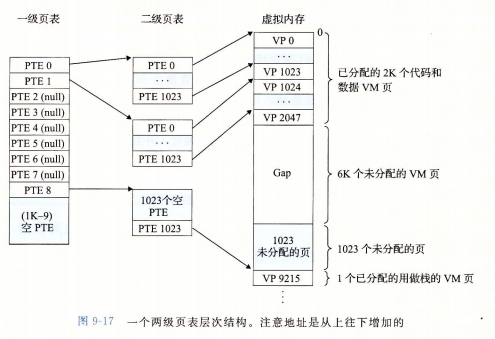 一级页表
PTE 0
PTE 1
PTE 2 (null)
PTE 3 (null)
PTE 4 (null)
PTE 5 (null)
PTE 6 (null)
PTE 7 (null)
PTE 8
(1K–9)
空 PTE
二级页表
PTE 0
···
PTE 1023
PTE 0
···
PTE 1023
1023个空
PTE
PTE 1023
虚拟内存
0
VP 0
···
VP 1023
VP 1024
···
VP 2047
Gap
1023
未分配的页
VP 9215
⋮
已分配的 2K 个代码和
数据 VM 页
6K 个未分配的 VM 页
1023 个未分配的页
1 个已分配的用做栈的 VM 页
图 9-17 一个两级页表层次结构。注意地址是从上往下增加的